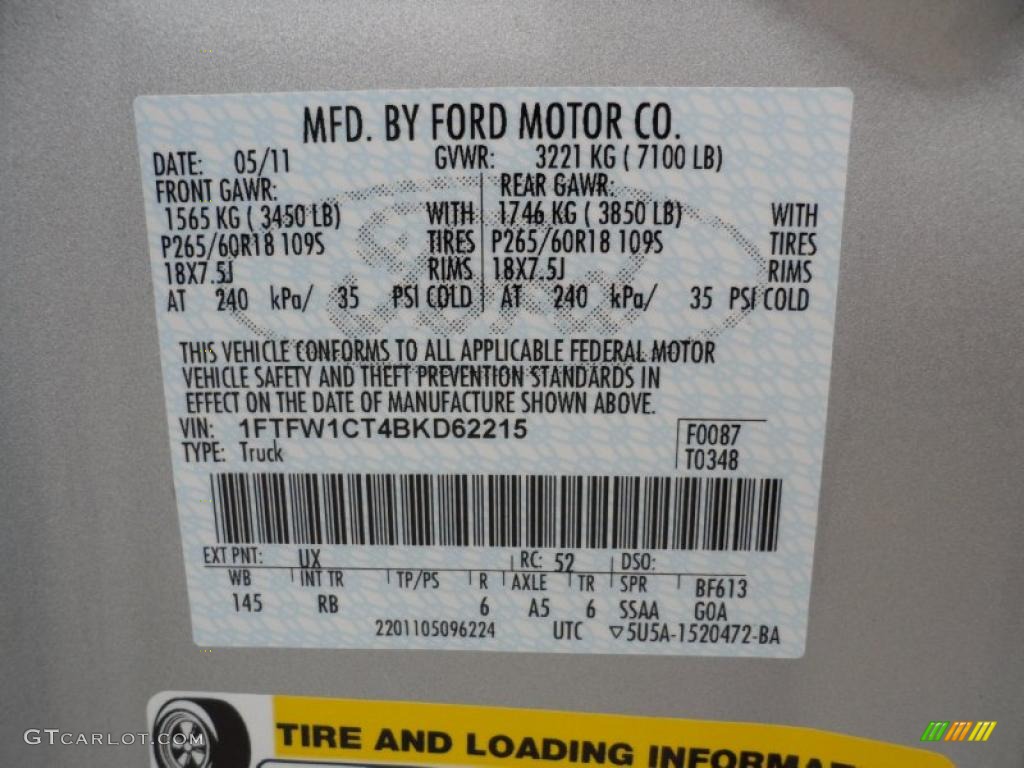 MFD. BY FORD MOTOR CO.
DATE: 05/11 GVWR: 3221 KG ( 7100 LB)
FRONT GAWR: REAR GAWR:
1565 KG ( 3450 LB) WITH 1746 KG ( 3850 LB) WITH
P265/60R18 109S TIRES P265/60R18 109S TIRES
18X7.5J RIMS 18X7.5J RIMS
AT 240 kPa/ 35 PSI COLD AT 240 kPa/ 35 PSI COLD
THIS VEHICLE CONFORMS TO ALL APPLICABLE FEDERAL MOTOR
VEHICLE SAFETY AND THEFT PREVENTION STANDARDS IN
EFFECT ON THE DATE OF MANUFACTURE SHOWN ABOVE.
VIN: 1FTFW1CT4BKD62215 F0087
TYPE: Truck T0348
EXT PNT: UX RC: 52 DSO:
WB INT TR TP/PS R AXLE TR SPR BF613
145 RB 6 A5 6 SSAA GOA
2201105096224 UTC ▽5U5A-1520472-BA
TIRE AND LOADING INFORMA
GTCARLOT.COM